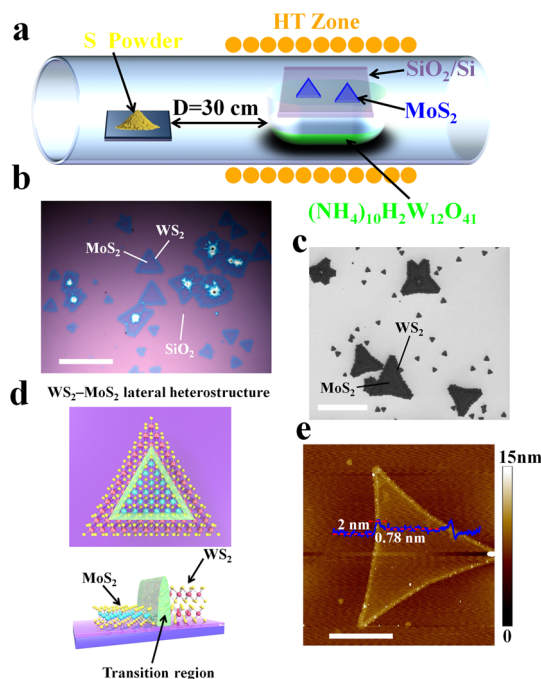 a
HT Zone
S Powder
SiO₂/Si
D=30 cm
MoS₂
(NH₄)₁₀H₂W₁₂O₄₁
b
WS₂
MoS₂
SiO₂
c
WS₂
MoS₂
d
WS₂–MoS₂ lateral heterostructure
WS₂
MoS₂
Transition region
e
15nm
2 nm
0.78 nm
0